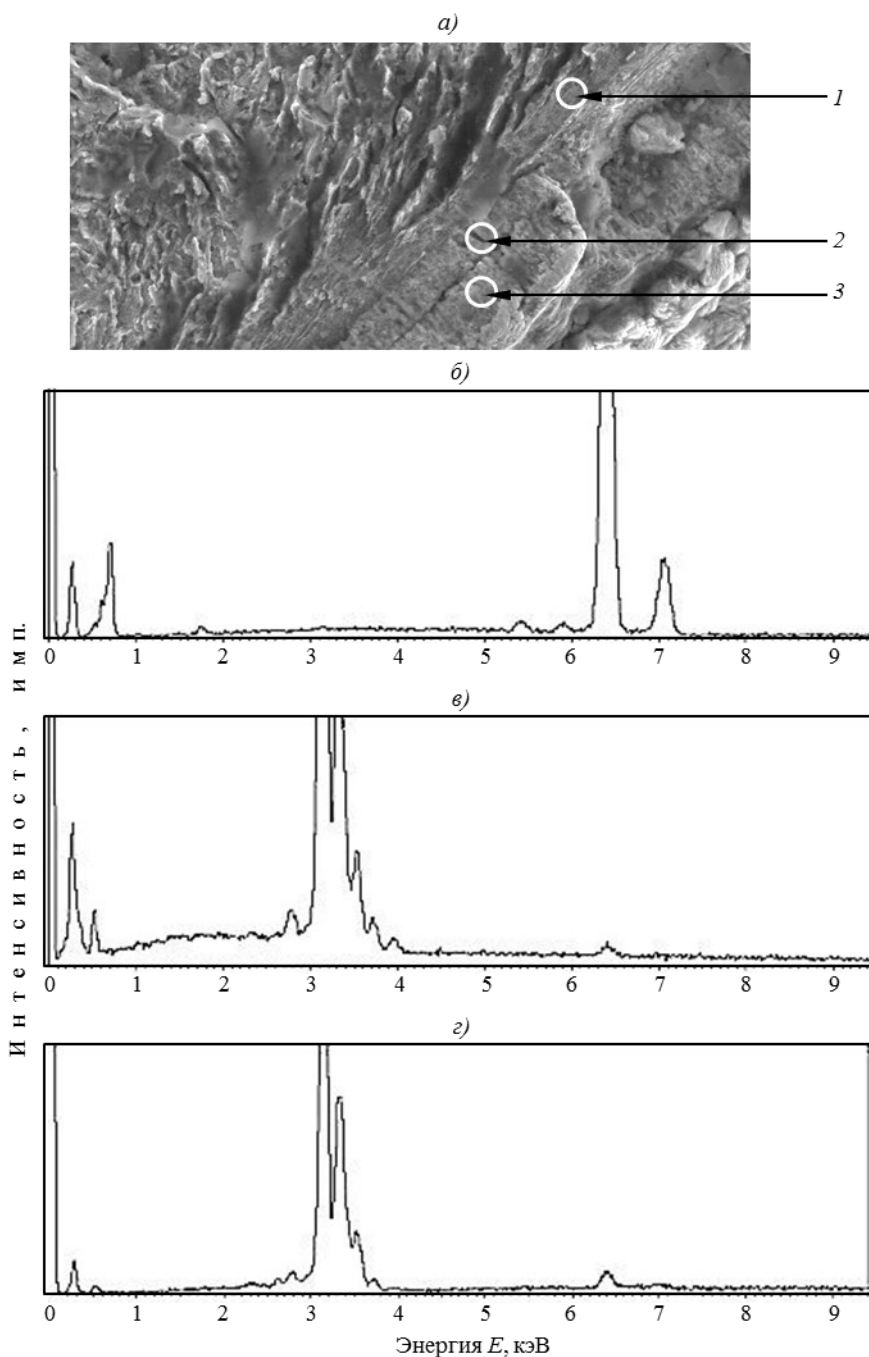 а)
1
2
3
б)
0 1 2 3 4 5 6 7 8 9
в)
0 1 2 3 4 5 6 7 8 9
г)
0 1 2 3 4 5 6 7 8 9
Энергия E, кэВ
Интенсивность, имп.